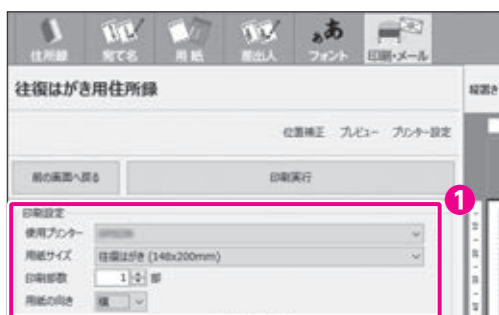 住所録 宛て名 用紙 差出人 フォント 印刷・メール
往復はがき用住所録
縦置き
位置補正 プレビュー プリンター設定
前の画面へ戻る 印刷実行
1
印刷設定
使用プリンター
用紙サイズ 往復はがき (148x200mm)
印刷部数 1 部
用紙の向き 横